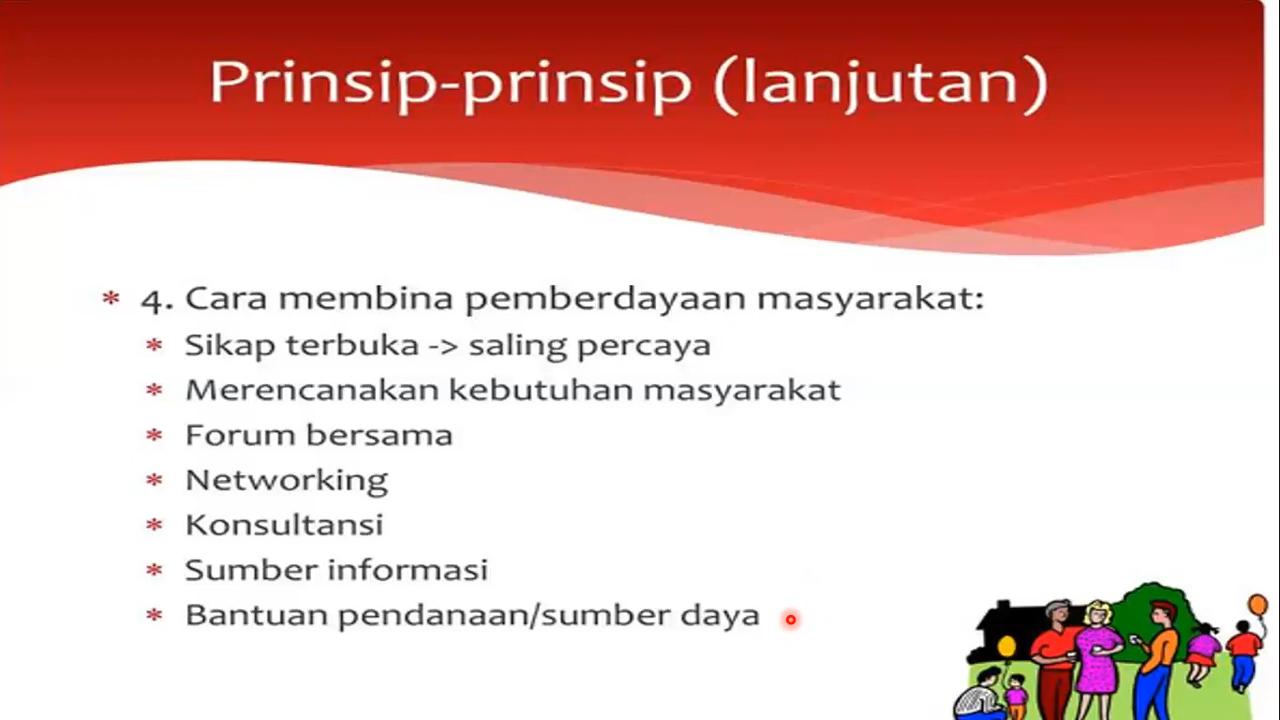 Prinsip-prinsip (lanjutan)
* 4. Cara membina pemberdayaan masyarakat:
* Sikap terbuka -> saling percaya
* Merencanakan kebutuhan masyarakat
* Forum bersama
* Networking
* Konsultansi
* Sumber informasi
* Bantuan pendanaan/sumber daya